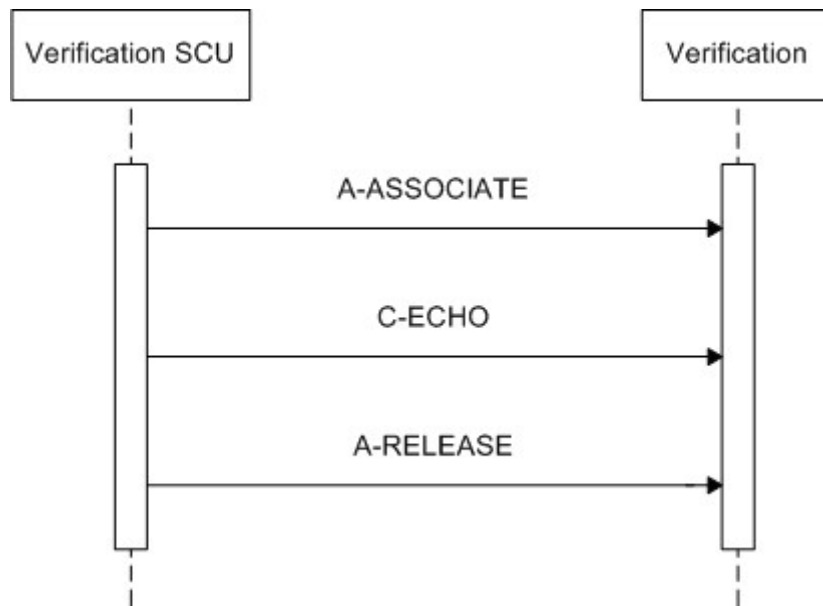 Verification SCU
Verification
A-ASSOCIATE
C-ECHO
A-RELEASE